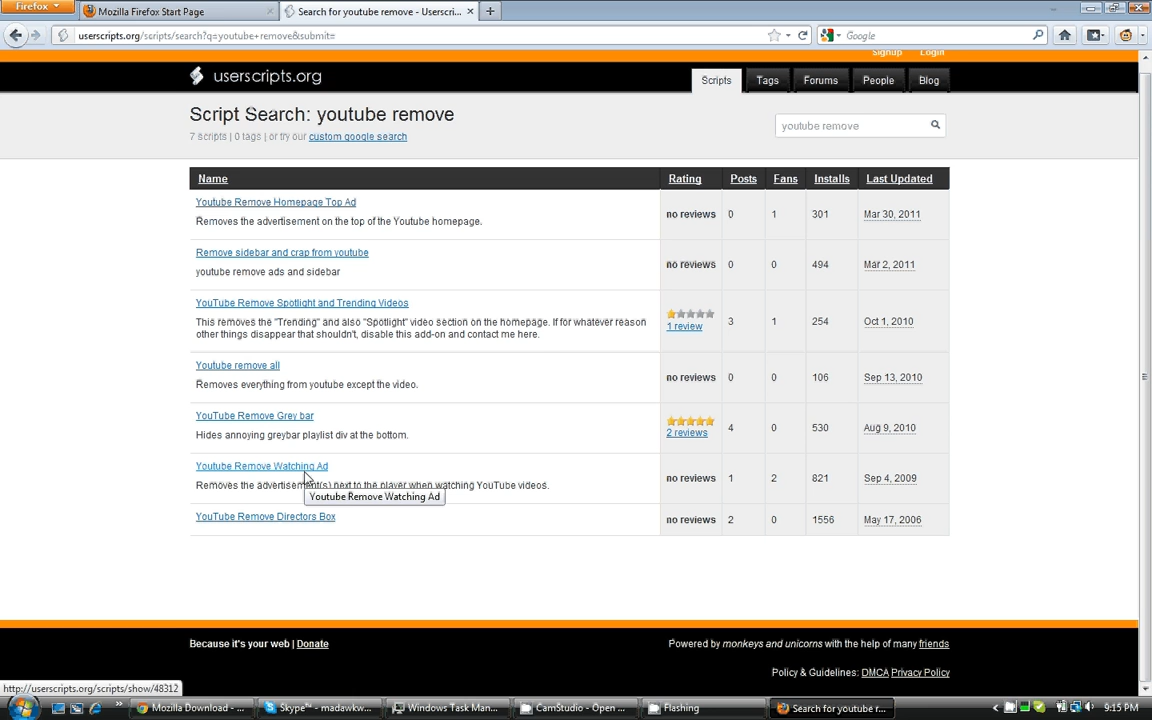 Firefox
Mozilla Firefox Start Page
Search for youtube remove - Userscri...
userscripts.org/scripts/search?q=youtube+remove&submit=
Google
Signup Login
userscripts.org
Scripts Tags Forums People Blog
Script Search: youtube remove
7 scripts | 0 tags | or try our custom google search
youtube remove
Name Rating Posts Fans Installs Last Updated
Youtube Remove Homepage Top Ad
Removes the advertisement on the top of the Youtube homepage.
no reviews 0 1 301 Mar 30, 2011
Remove sidebar and crap from youtube
youtube remove ads and sidebar
no reviews 0 0 494 Mar 2, 2011
YouTube Remove Spotlight and Trending Videos
This removes the "Trending" and also "Spotlight" video section on the homepage. If for whatever reason
other things disappear that shouldn't, disable this add-on and contact me here.
1 review 3 1 254 Oct 1, 2010
Youtube remove all
Removes everything from youtube except the video.
no reviews 0 0 106 Sep 13, 2010
YouTube Remove Grey bar
Hides annoying greybar playlist div at the bottom.
2 reviews 4 0 530 Aug 9, 2010
Youtube Remove Watching Ad
Removes the advertisement(s) next to the player when watching YouTube videos.
no reviews 1 2 821 Sep 4, 2009
Youtube Remove Watching Ad
YouTube Remove Directors Box
no reviews 2 0 1556 May 17, 2006
Because it's your web | Donate
Powered by monkeys and unicorns with the help of many friends
Policy & Guidelines: DMCA Privacy Policy
http://userscripts.org/scripts/show/48312
Mozilla Download - ...
Skype™ - madawkw...
Windows Task Man...
CamStudio - Open ...
Flashing
Search for youtube r...
9:15 PM